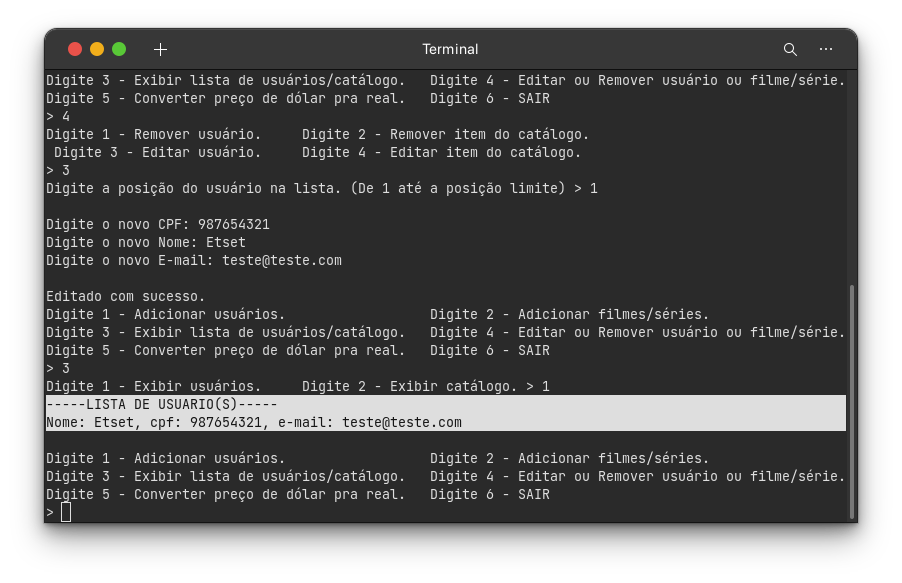 Terminal
Digite 3 - Exibir lista de usuários/catálogo.   Digite 4 - Editar ou Remover usuário ou filme/série.
Digite 5 - Converter preço de dólar pra real.   Digite 6 - SAIR
> 4
Digite 1 - Remover usuário.     Digite 2 - Remover item do catálogo.
 Digite 3 - Editar usuário.     Digite 4 - Editar item do catálogo.
> 3
Digite a posição do usuário na lista. (De 1 até a posição limite) > 1

Digite o novo CPF: 987654321
Digite o novo Nome: Etset
Digite o novo E-mail: teste@teste.com

Editado com sucesso.
Digite 1 - Adicionar usuários.                  Digite 2 - Adicionar filmes/séries.
Digite 3 - Exibir lista de usuários/catálogo.   Digite 4 - Editar ou Remover usuário ou filme/série.
Digite 5 - Converter preço de dólar pra real.   Digite 6 - SAIR
> 3
Digite 1 - Exibir usuários.     Digite 2 - Exibir catálogo. > 1
-----LISTA DE USUARIO(S)-----
Nome: Etset, cpf: 987654321, e-mail: teste@teste.com

Digite 1 - Adicionar usuários.                  Digite 2 - Adicionar filmes/séries.
Digite 3 - Exibir lista de usuários/catálogo.   Digite 4 - Editar ou Remover usuário ou filme/série.
Digite 5 - Converter preço de dólar pra real.   Digite 6 - SAIR
>